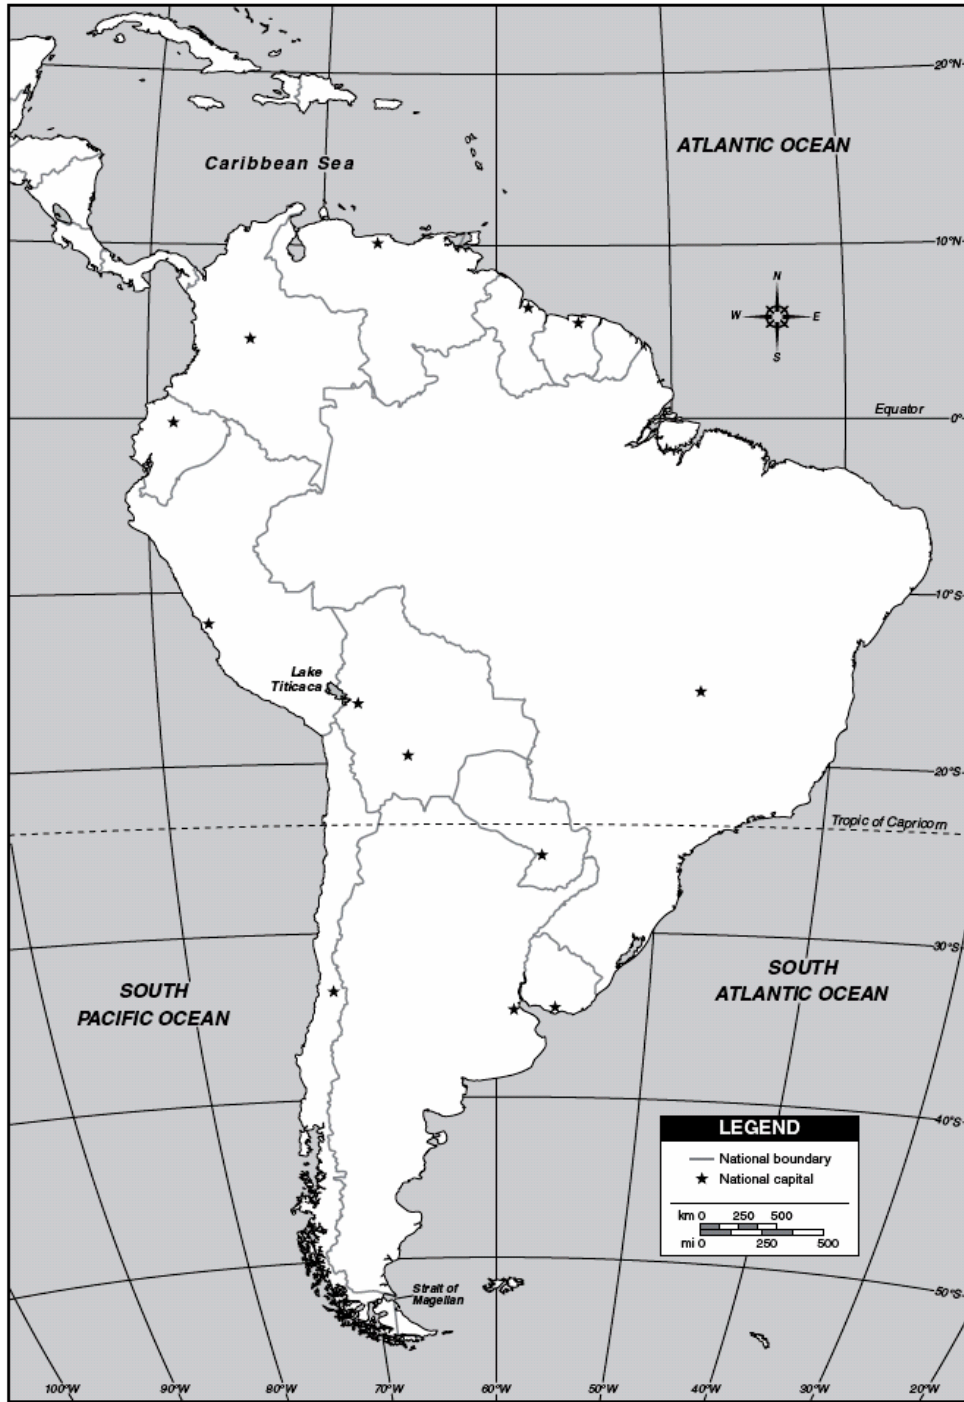 20°N
ATLANTIC OCEAN
Caribbean Sea
10°N
N
W E
S
Equator
0°
10°S
Lake
Titicaca
20°S
Tropic of Capricorn
30°S
SOUTH
PACIFIC OCEAN
SOUTH
ATLANTIC OCEAN
40°S
LEGEND
National boundary
National capital
km 0 250 500
mi 0 250 500
Strait of
Magellan
50°S
100°W 90°W 80°W 70°W 60°W 50°W 40°W 30°W 20°W